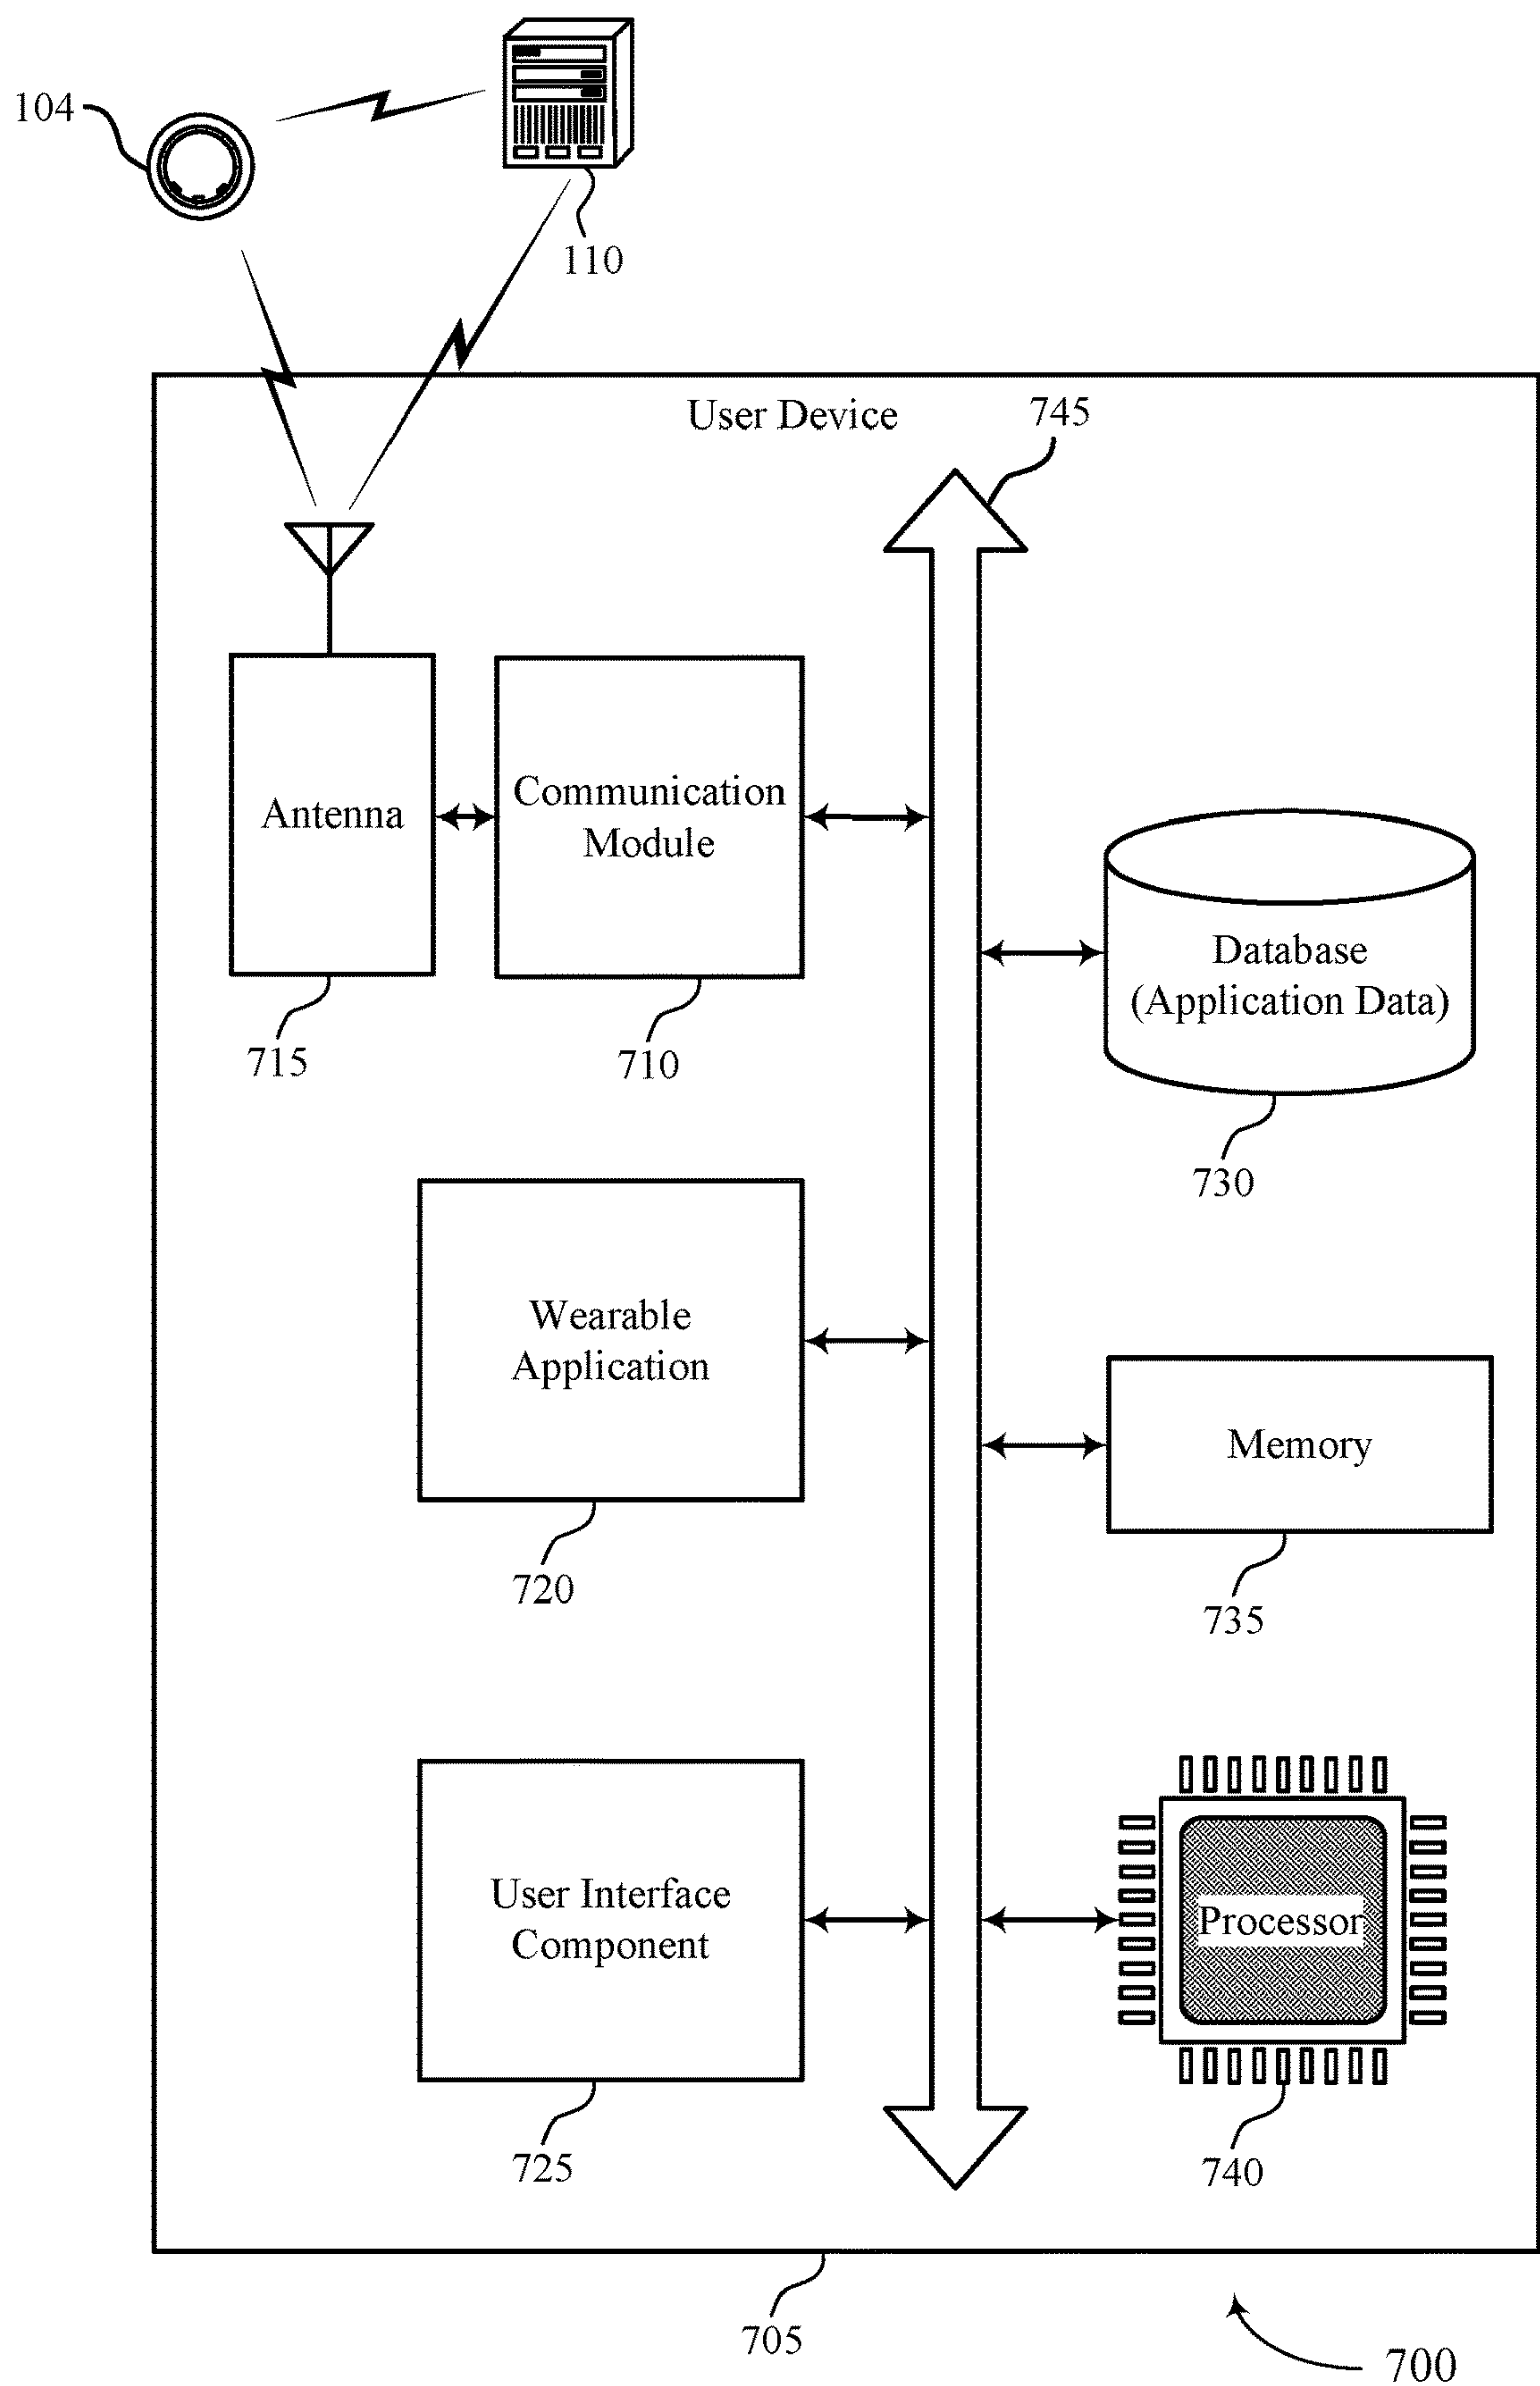 104
110
User Device
745
Antenna
Communication
Module
Database
(Application Data)
715
710
730
Wearable
Application
Memory
720
735
User Interface
Component
Processor
725
740
705
700